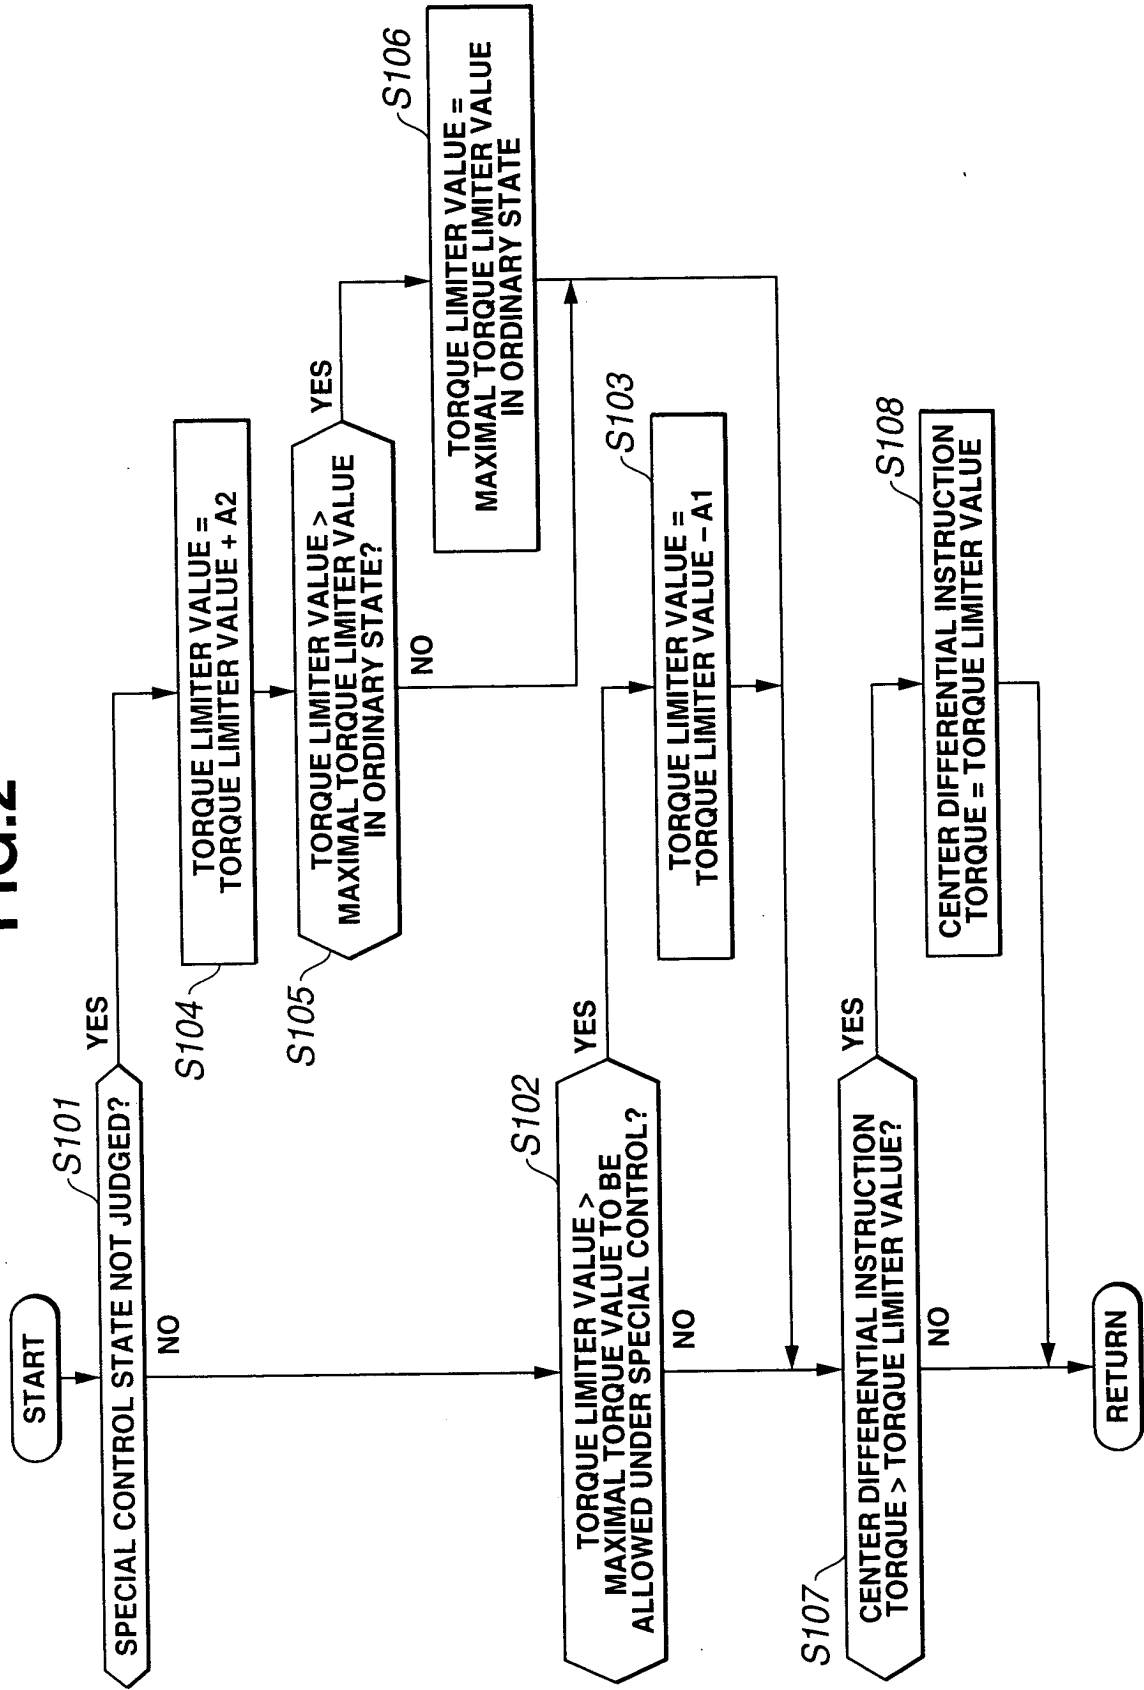 FIG.2
START
S101
SPECIAL CONTROL STATE NOT JUDGED?
YES
NO
S104
TORQUE LIMITER VALUE =
TORQUE LIMITER VALUE + A2
S105
TORQUE LIMITER VALUE >
MAXIMAL TORQUE LIMITER VALUE
IN ORDINARY STATE?
YES
NO
S106
TORQUE LIMITER VALUE =
MAXIMAL TORQUE LIMITER VALUE
IN ORDINARY STATE
S102
TORQUE LIMITER VALUE >
MAXIMAL TORQUE VALUE TO BE
ALLOWED UNDER SPECIAL CONTROL?
YES
NO
S103
TORQUE LIMITER VALUE =
TORQUE LIMITER VALUE – A1
S107
CENTER DIFFERENTIAL INSTRUCTION
TORQUE > TORQUE LIMITER VALUE?
YES
NO
S108
CENTER DIFFERENTIAL INSTRUCTION
TORQUE = TORQUE LIMITER VALUE
RETURN